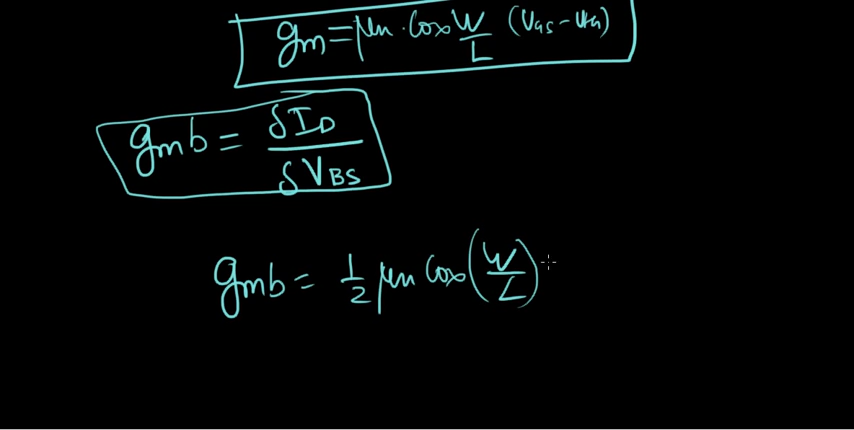 gm = μn · Cox W/L (VGS − Vth)
gmb = δID / δVBS
gmb = 1/2 μn Cox (W/L)